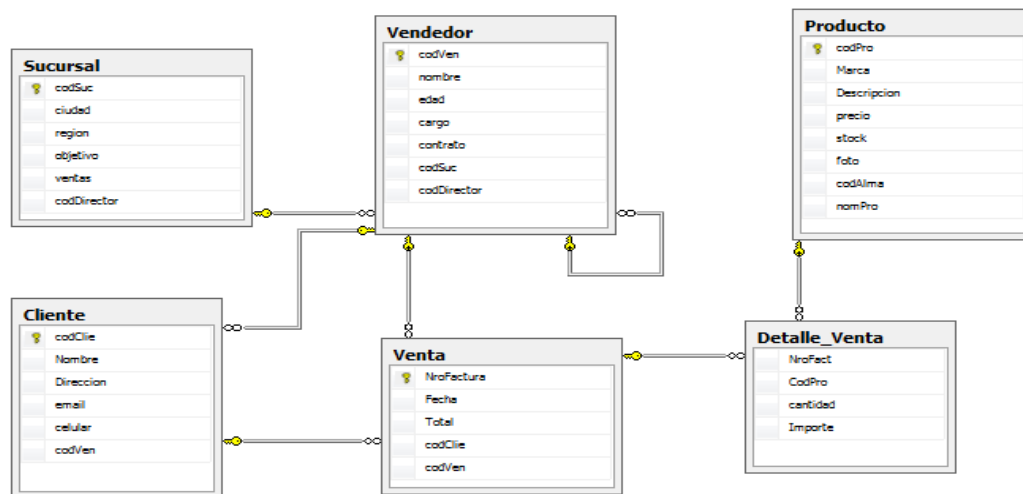 Sucursal
codSuc
ciudad
region
objetivo
ventas
codDirector
Vendedor
codVen
nombre
edad
cargo
contrato
codSuc
codDirector
Producto
codPro
Marca
Descripcion
precio
stock
foto
codAlma
nomPro
Cliente
codClie
Nombre
Direccion
email
celular
codVen
Venta
NroFactura
Fecha
Total
codClie
codVen
Detalle_Venta
NroFact
CodPro
cantidad
Importe